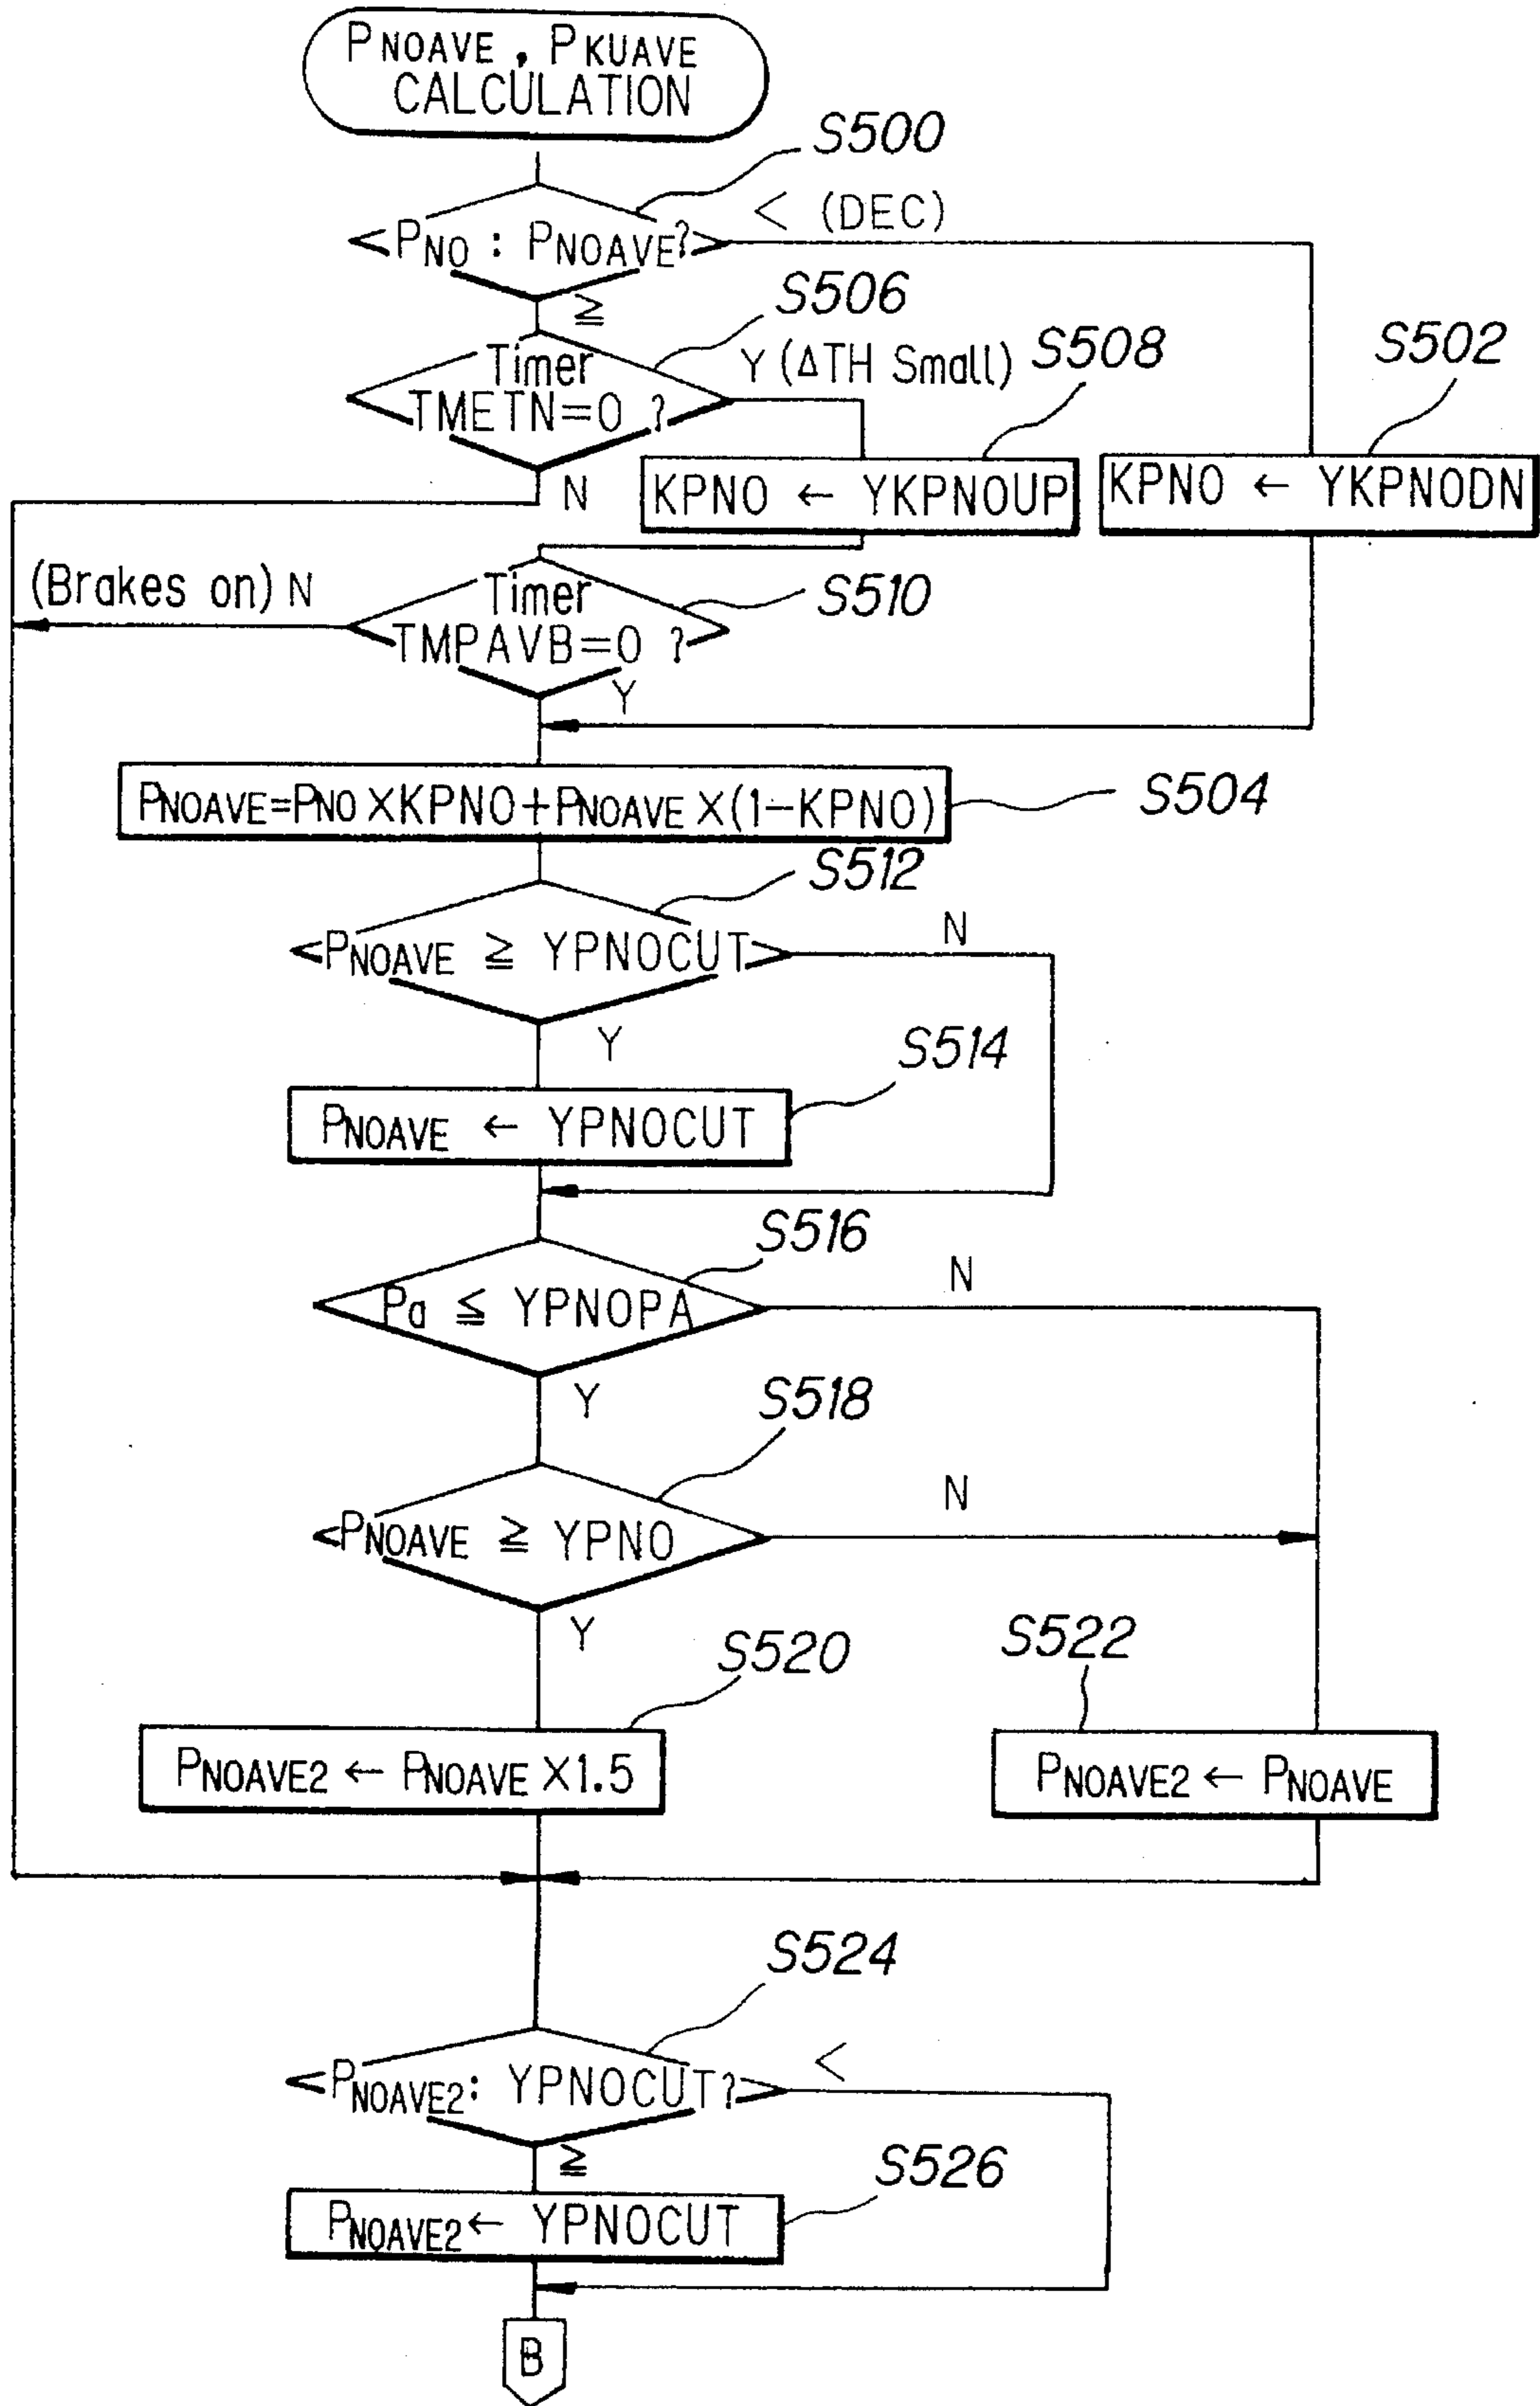 PNOAVE , PKUAVE
CALCULATION
S500
PNO : PNOAVE?
< (DEC)
≧
S506
Timer
TMETN=0 ?
Y (ΔTH Small)
S508
S502
N
KPNO ← YKPNOUP
KPNO ← YKPNODN
(Brakes on) N
Timer
TMPAVB=0 ?
S510
Y
PNOAVE=PNO X KPNO+PNOAVE X (1-KPNO)
S504
S512
PNOAVE ≧ YPNOCUT
N
Y
S514
PNOAVE ← YPNOCUT
S516
Pa ≦ YPNOPA
N
Y
S518
PNOAVE ≧ YPNO
N
Y
S520
S522
PNOAVE2 ← PNOAVE X1.5
PNOAVE2 ← PNOAVE
S524
PNOAVE2: YPNOCUT?
<
≧
S526
PNOAVE2 ← YPNOCUT
B